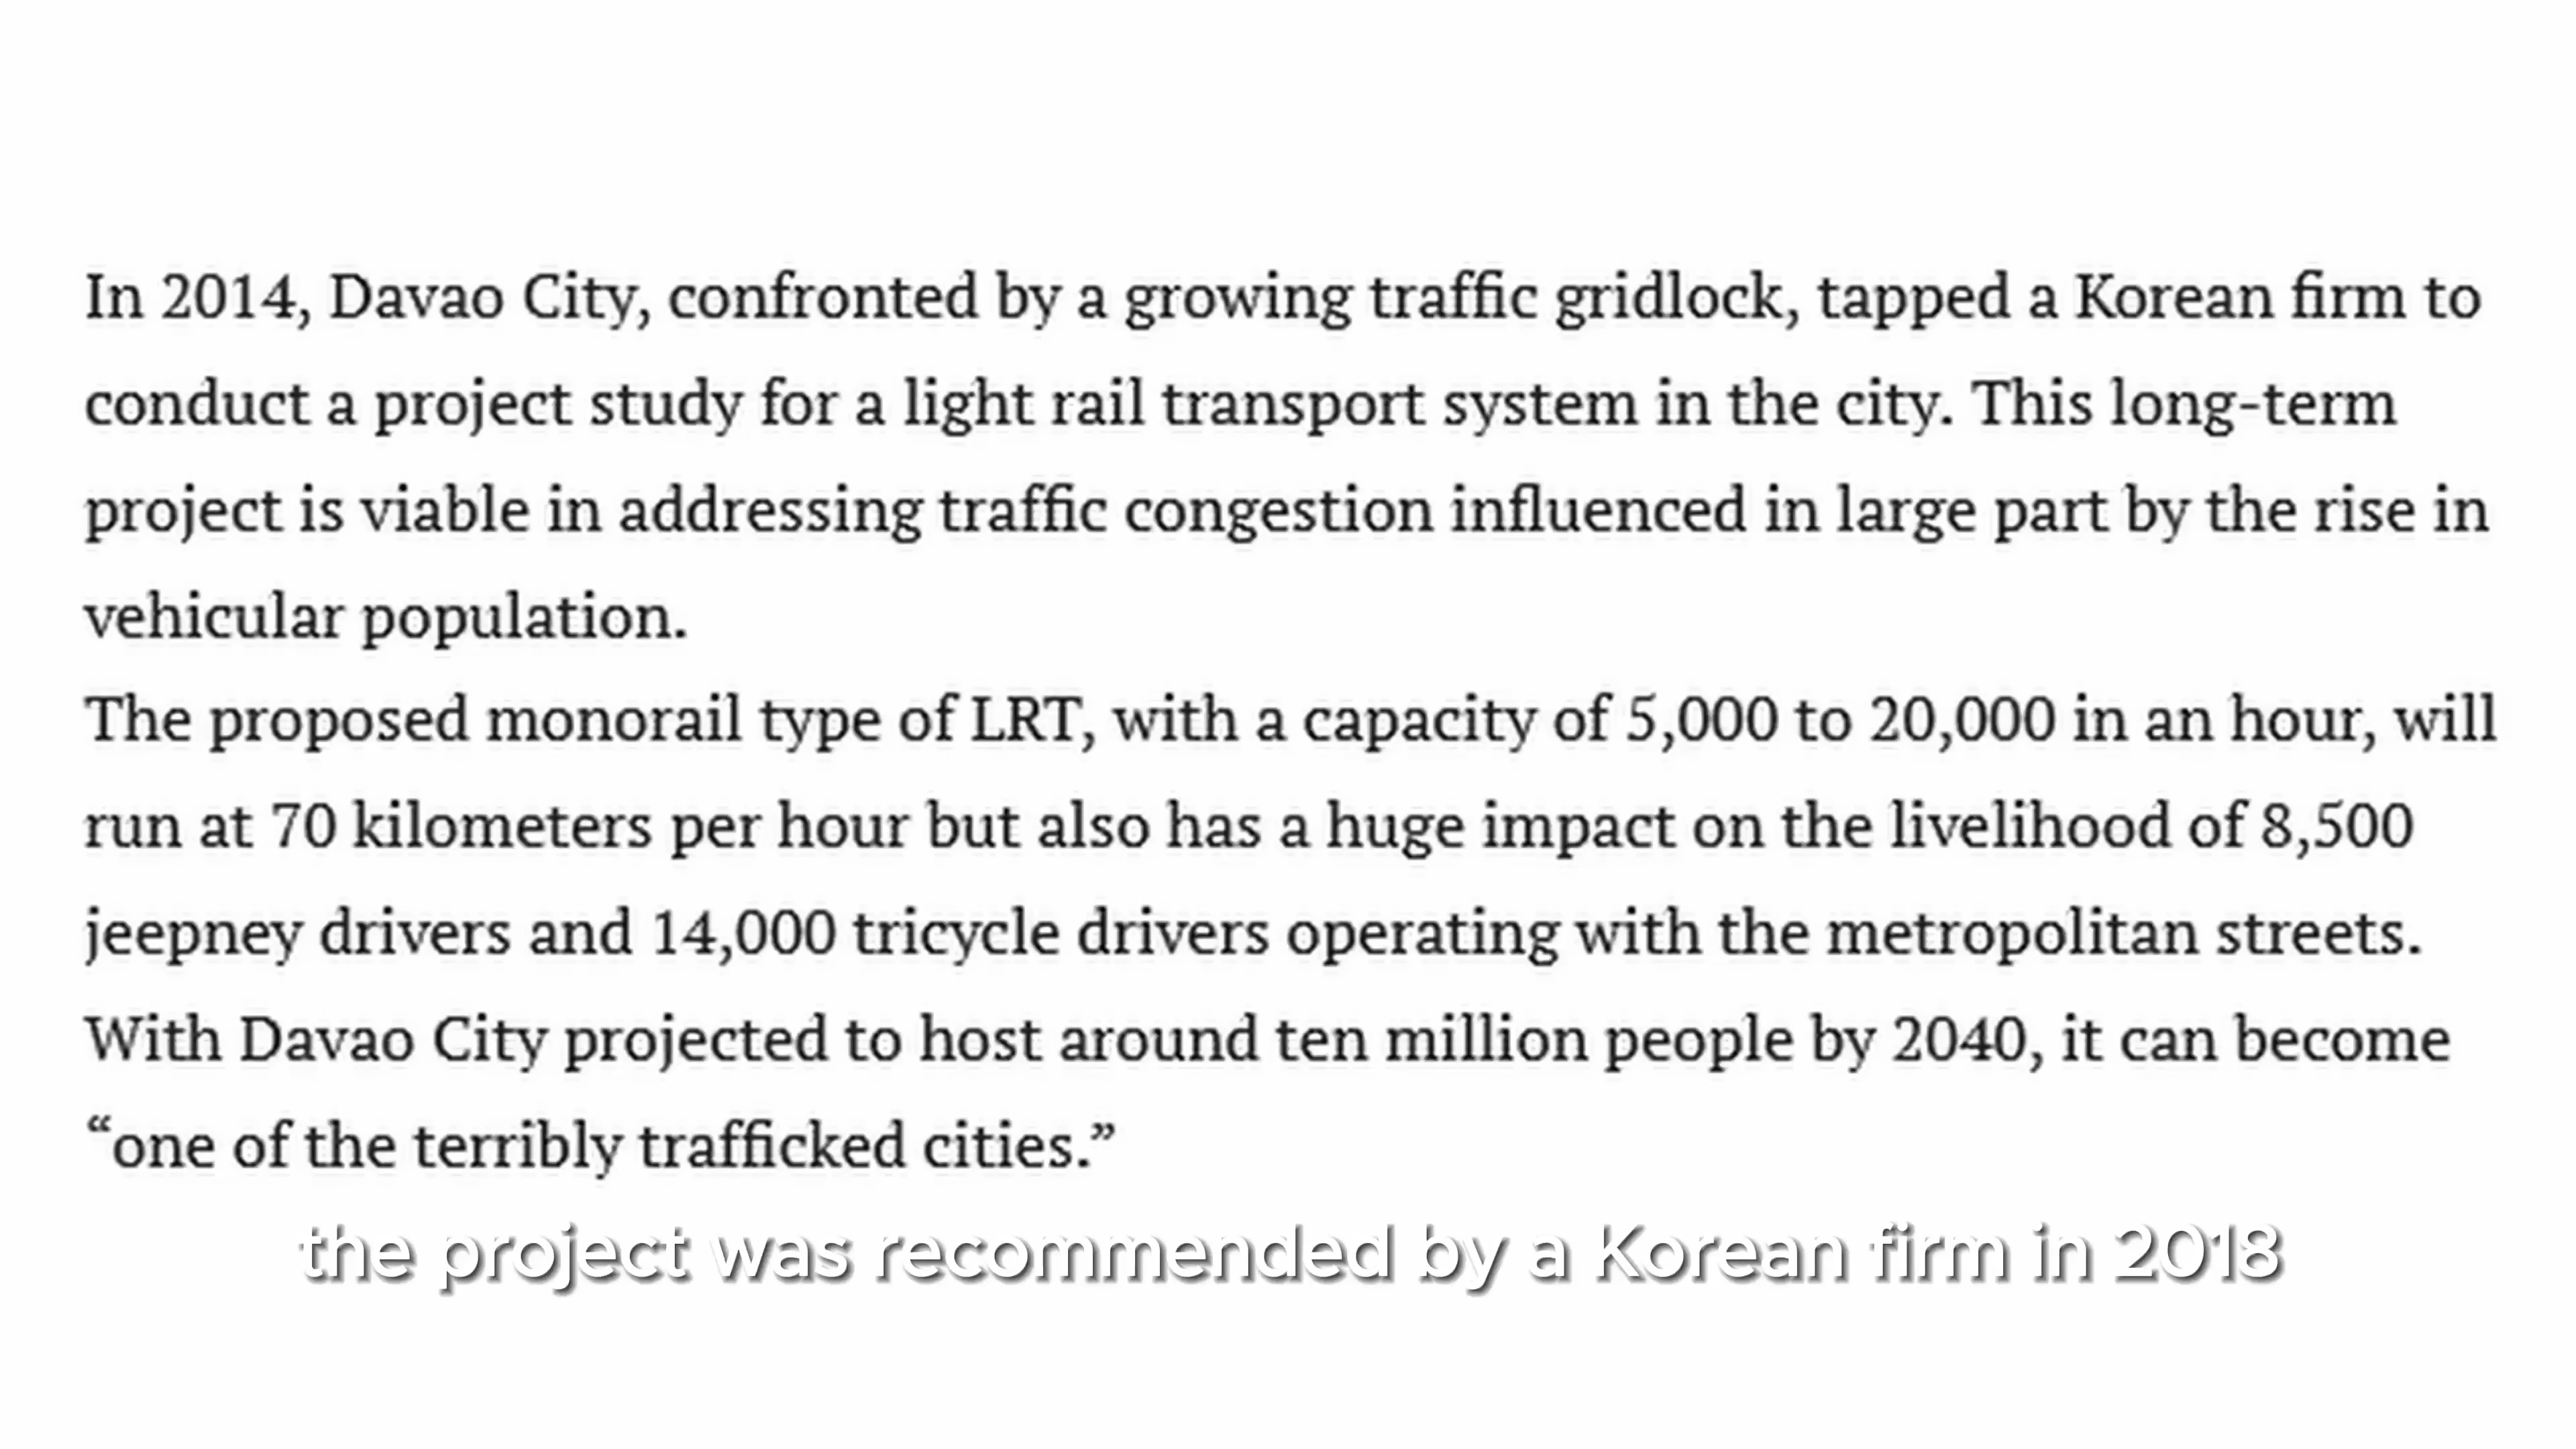 In 2014, Davao City, confronted by a growing traffic gridlock, tapped a Korean firm to
conduct a project study for a light rail transport system in the city. This long-term
project is viable in addressing traffic congestion influenced in large part by the rise in
vehicular population.
The proposed monorail type of LRT, with a capacity of 5,000 to 20,000 in an hour, will
run at 70 kilometers per hour but also has a huge impact on the livelihood of 8,500
jeepney drivers and 14,000 tricycle drivers operating with the metropolitan streets.
With Davao City projected to host around ten million people by 2040, it can become
“one of the terribly trafficked cities.”
the project was recommended by a Korean firm in 2018